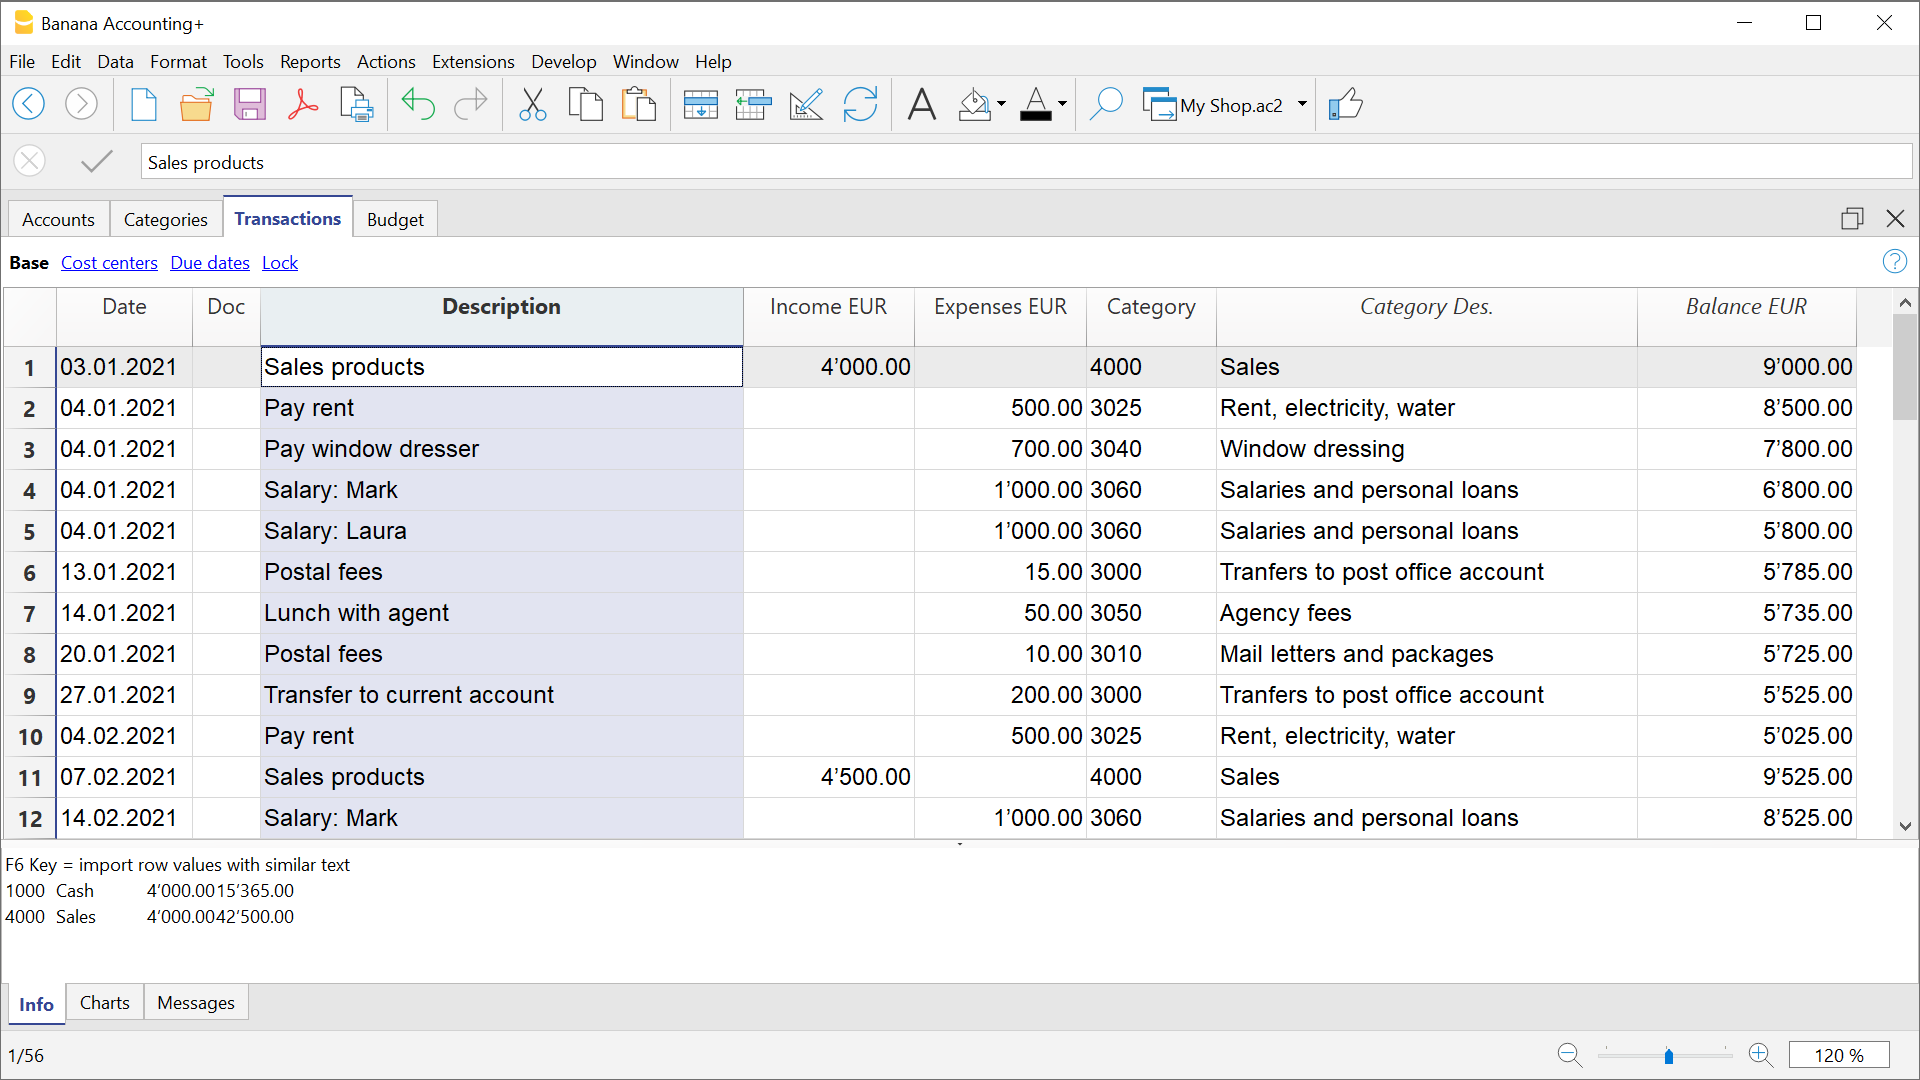 Banana Accounting+
File Edit Data Format Tools Reports Actions Extensions Develop Window Help
My Shop.ac2
Sales products
Accounts Categories Transactions Budget
Base Cost centers Due dates Lock
Date Doc Description Income EUR Expenses EUR Category Category Des. Balance EUR
1 03.01.2021 Sales products 4’000.00 4000 Sales 9’000.00
2 04.01.2021 Pay rent 500.00 3025 Rent, electricity, water 8’500.00
3 04.01.2021 Pay window dresser 700.00 3040 Window dressing 7’800.00
4 04.01.2021 Salary: Mark 1’000.00 3060 Salaries and personal loans 6’800.00
5 04.01.2021 Salary: Laura 1’000.00 3060 Salaries and personal loans 5’800.00
6 13.01.2021 Postal fees 15.00 3000 Tranfers to post office account 5’785.00
7 14.01.2021 Lunch with agent 50.00 3050 Agency fees 5’735.00
8 20.01.2021 Postal fees 10.00 3010 Mail letters and packages 5’725.00
9 27.01.2021 Transfer to current account 200.00 3000 Tranfers to post office account 5’525.00
10 04.02.2021 Pay rent 500.00 3025 Rent, electricity, water 5’025.00
11 07.02.2021 Sales products 4’500.00 4000 Sales 9’525.00
12 14.02.2021 Salary: Mark 1’000.00 3060 Salaries and personal loans 8’525.00
F6 Key = import row values with similar text
1000 Cash 4’000.0015’365.00
4000 Sales 4’000.0042’500.00
Info Charts Messages
1/56 120 %